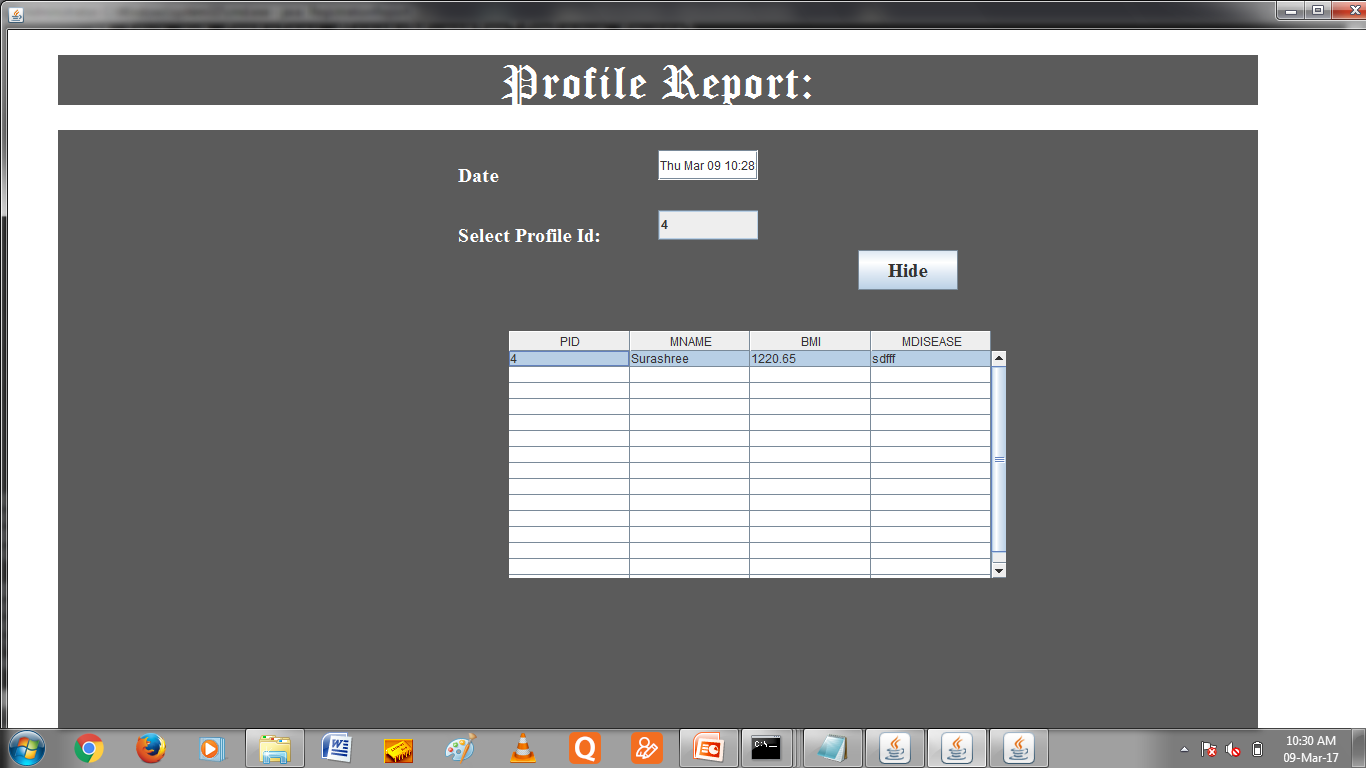 Profile Report:
Date
Thu Mar 09 10:28
Select Profile Id:
4
Hide
PID MNAME BMI MDISEASE
4 Surashree 1220.65 sdfff
10:30 AM
09-Mar-17